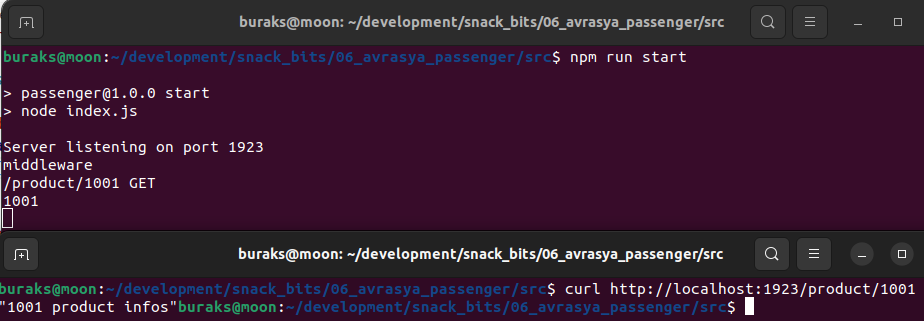 buraks@moon: ~/development/snack_bits/06_avrasya_passenger/src
buraks@moon:~/development/snack_bits/06_avrasya_passenger/src$ npm run start
> passenger@1.0.0 start
> node index.js
Server listening on port 1923
middleware
/product/1001 GET
1001
buraks@moon: ~/development/snack_bits/06_avrasya_passenger/src
buraks@moon:~/development/snack_bits/06_avrasya_passenger/src$ curl http://localhost:1923/product/1001
"1001 product infos"buraks@moon:~/development/snack_bits/06_avrasya_passenger/src$